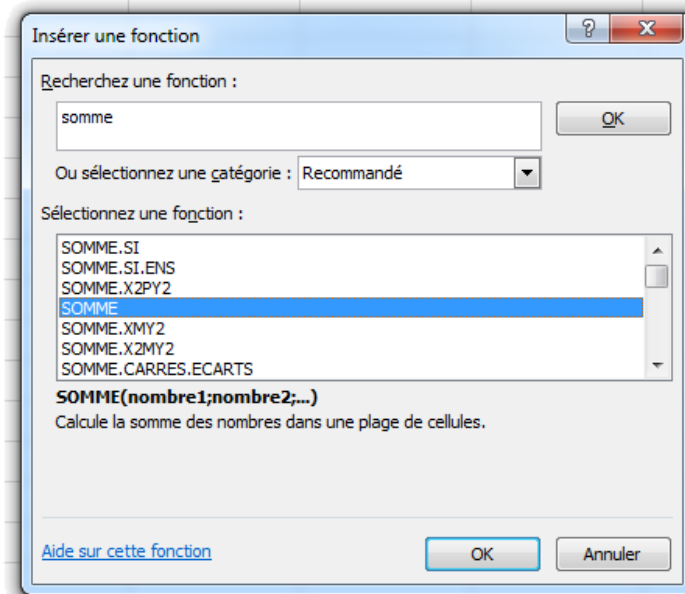 Insérer une fonction
Recherchez une fonction :
somme
OK
Ou sélectionnez une catégorie : Recommandé
Sélectionnez une fonction :
SOMME.SI
SOMME.SI.ENS
SOMME.X2PY2
SOMME
SOMME.XMY2
SOMME.X2MY2
SOMME.CARRES.ECARTS
SOMME(nombre1;nombre2;...)
Calcule la somme des nombres dans une plage de cellules.
Aide sur cette fonction OK Annuler